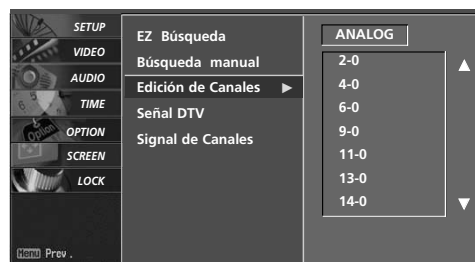 SETUP
VIDEO
AUDIO
TIME
OPTION
SCREEN
LOCK
Menu Prev.
EZ Búsqueda
Búsqueda manual
Edición de Canales ▶
Señal DTV
Signal de Canales
ANALOG
2-0
4-0
6-0
9-0
11-0
13-0
14-0